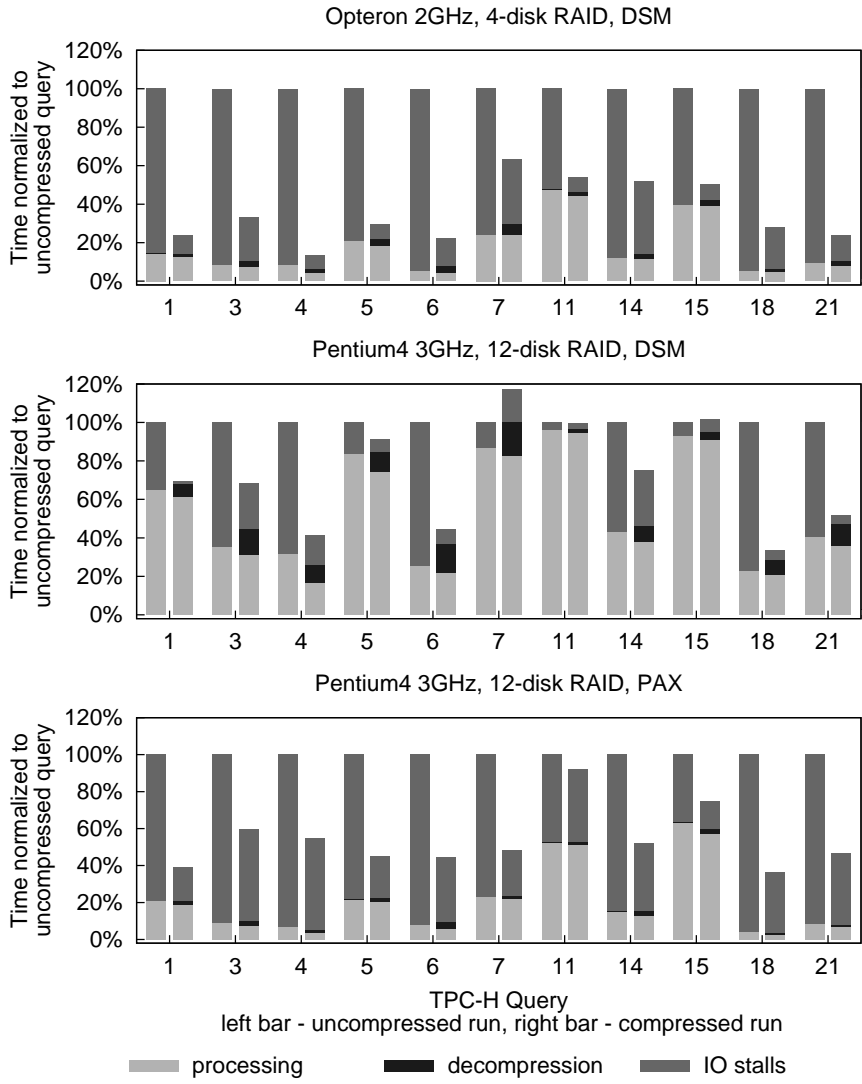 Opteron 2GHz, 4-disk RAID, DSM
Time normalized to
uncompressed query
120%
100%
80%
60%
40%
20%
0%
1 3 4 5 6 7 11 14 15 18 21
Pentium4 3GHz, 12-disk RAID, DSM
Time normalized to
uncompressed query
120%
100%
80%
60%
40%
20%
0%
1 3 4 5 6 7 11 14 15 18 21
Pentium4 3GHz, 12-disk RAID, PAX
Time normalized to
uncompressed query
120%
100%
80%
60%
40%
20%
0%
1 3 4 5 6 7 11 14 15 18 21
TPC-H Query
left bar - uncompressed run, right bar - compressed run
processing decompression IO stalls